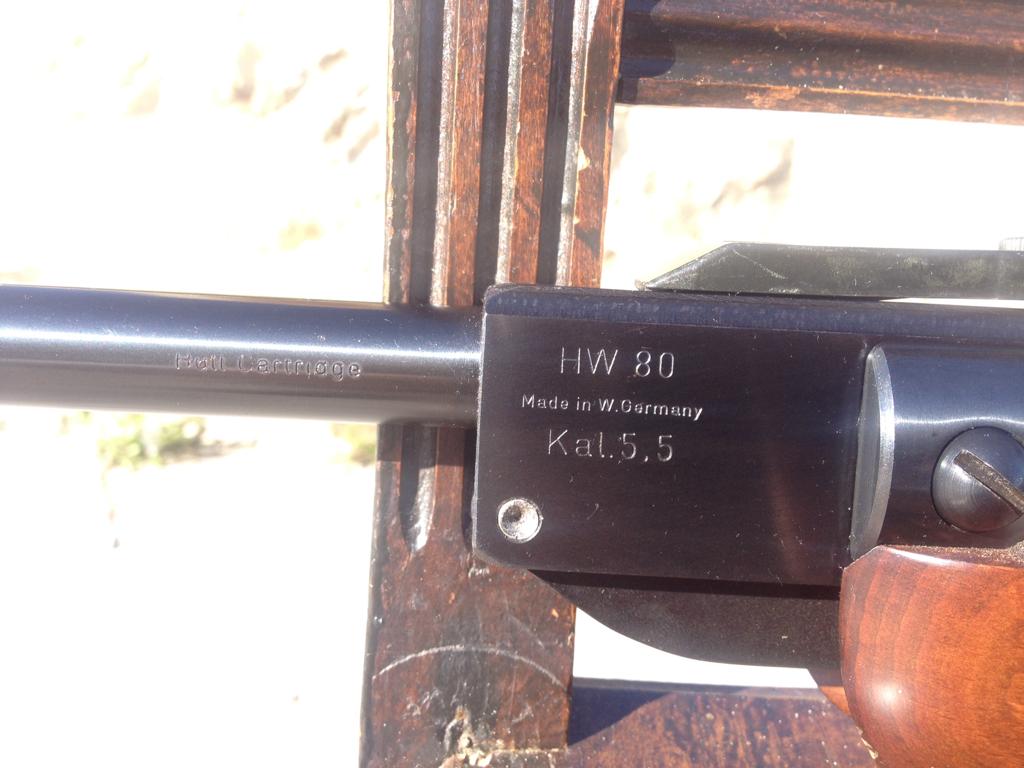 Bull Cartridge
HW 80
Made in W.Germany
Kal.5,5